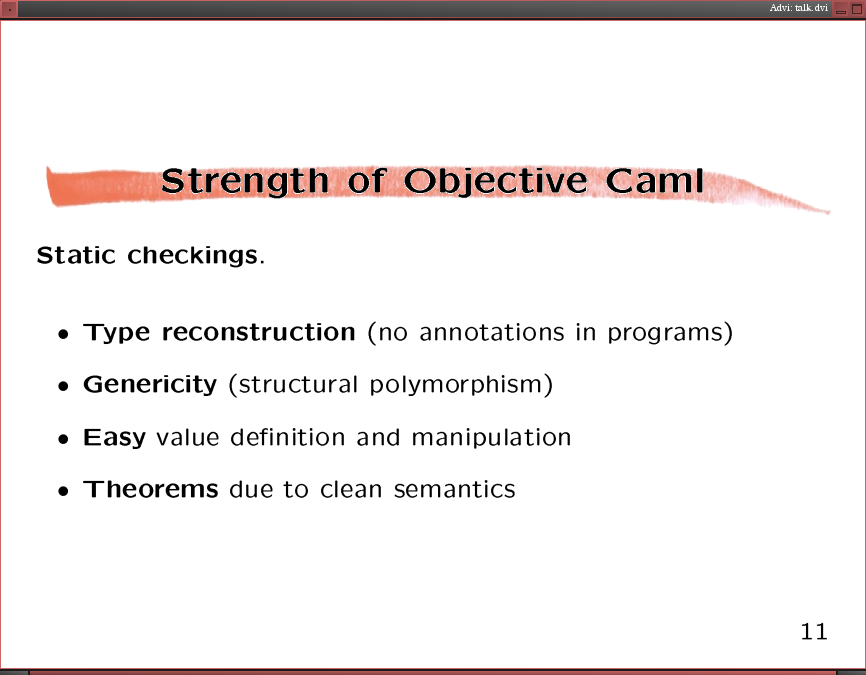 Advi: talk.dvi
Strength of Objective Caml
Static checkings.
• Type reconstruction (no annotations in programs)
• Genericity (structural polymorphism)
• Easy value definition and manipulation
• Theorems due to clean semantics
11